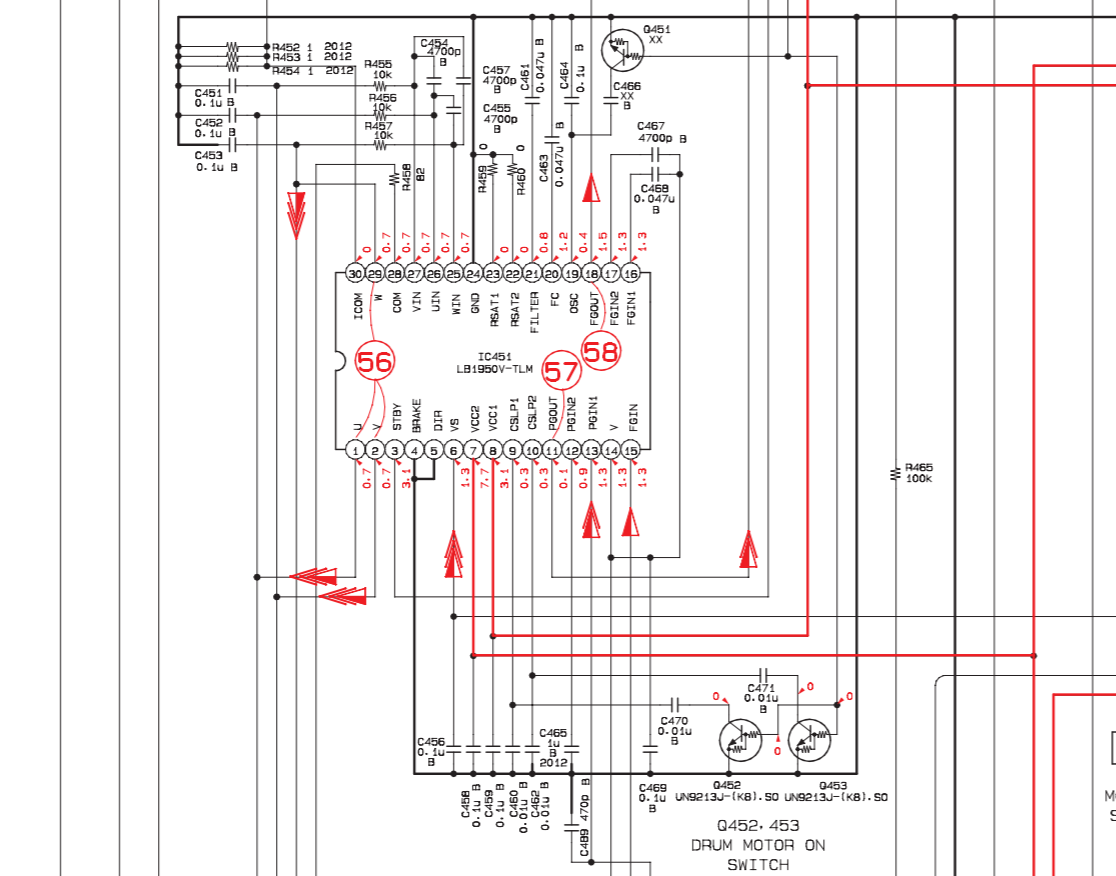 Q451
XX
R452 1 2012
R453 1 2012
R454 1 2012
C454
4700p
B
R455
10k
C451
0.1u B
R456
10k
C452
0.1u B
R457
10k
C453
0.1u B
R458
82
C457
4700p
B
C455
4700p
B
C461
0.047u B
C464
0.1u B
C466
XX
B
C463
0.047u B
C467
4700p B
C468
0.047u
B
R459
0
R460
0
0
0.7
0.7
0.7
0.7
0.7
0
0
0.8
1.2
0.4
1.5
1.3
1.3
30
29
28
27
26
25
24
23
22
21
20
19
18
17
16
ICOM
W
COM
VIN
UIN
WIN
GND
RSAT1
RSAT2
FILTER
FC
OSC
FGOUT
FGIN2
FGIN1
56
IC451
LB1950V-TLM
57
58
U
V
STBY
BRAKE
DIR
VS
VCC2
VCC1
CSLP1
CSLP2
PGOUT
PGIN2
PGIN1
V
FGIN
1
2
3
4
5
6
7
8
9
10
11
12
13
14
15
0.7
0.7
3.1
1.3
7.7
3.1
0.3
0.3
0.1
0.9
1.3
1.3
1.3
R465
100k
C471
0.01u
B
0
0
0
0
C470
0.01u
B
C456
0.1u
B
C465
1u
B
2012
C458
0.1u B
C459
0.1u B
C460
0.01u B
C462
0.01u B
C489 470p B
C469
0.1u
B
Q452
UN9213J-(K8).SO
Q453
UN9213J-(K8).SO
Q452,453
DRUM MOTOR ON
SWITCH